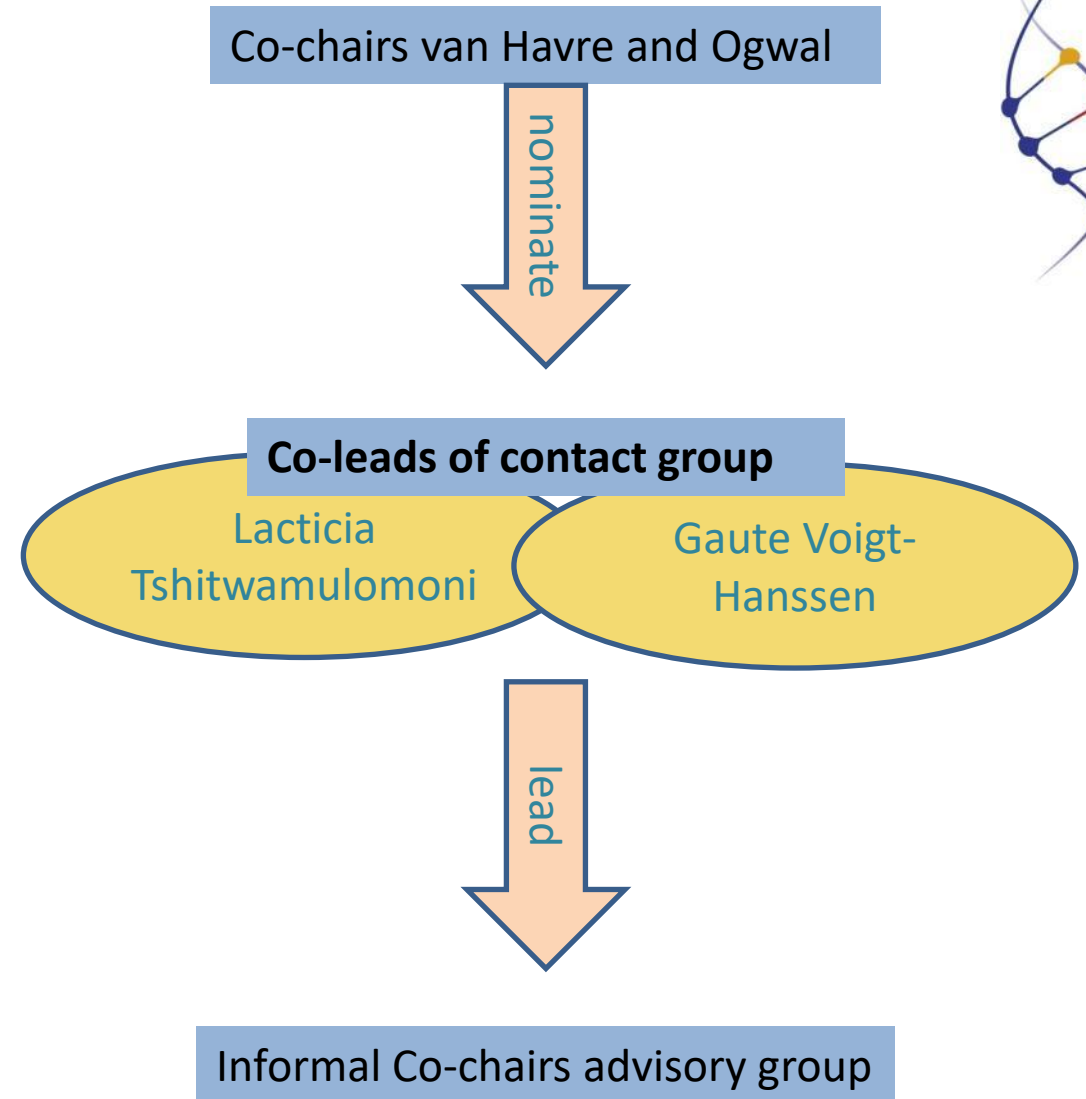 Co-chairs van Havre and Ogwal
nominate
Co-leads of contact group
Lacticia
Tshitwamulomoni
Gaute Voigt-
Hanssen
lead
Informal Co-chairs advisory group